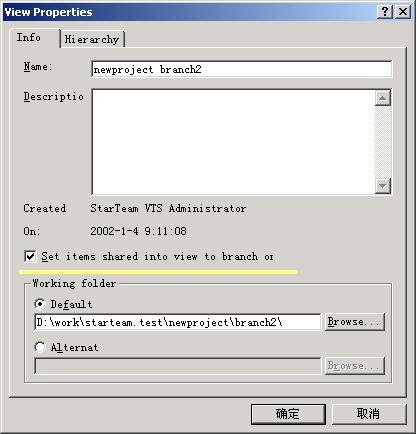 View Properties
Info Hierarchy
Name: newproject branch2
Descriptio
Created StarTeam VTS Administrator
On: 2002-1-4 9:11:08
Set items shared into view to branch or
Working folder
Default
D:\work\starteam.test\newproject\branch2\ Browse...
Alternat
Browse...
确定 取消